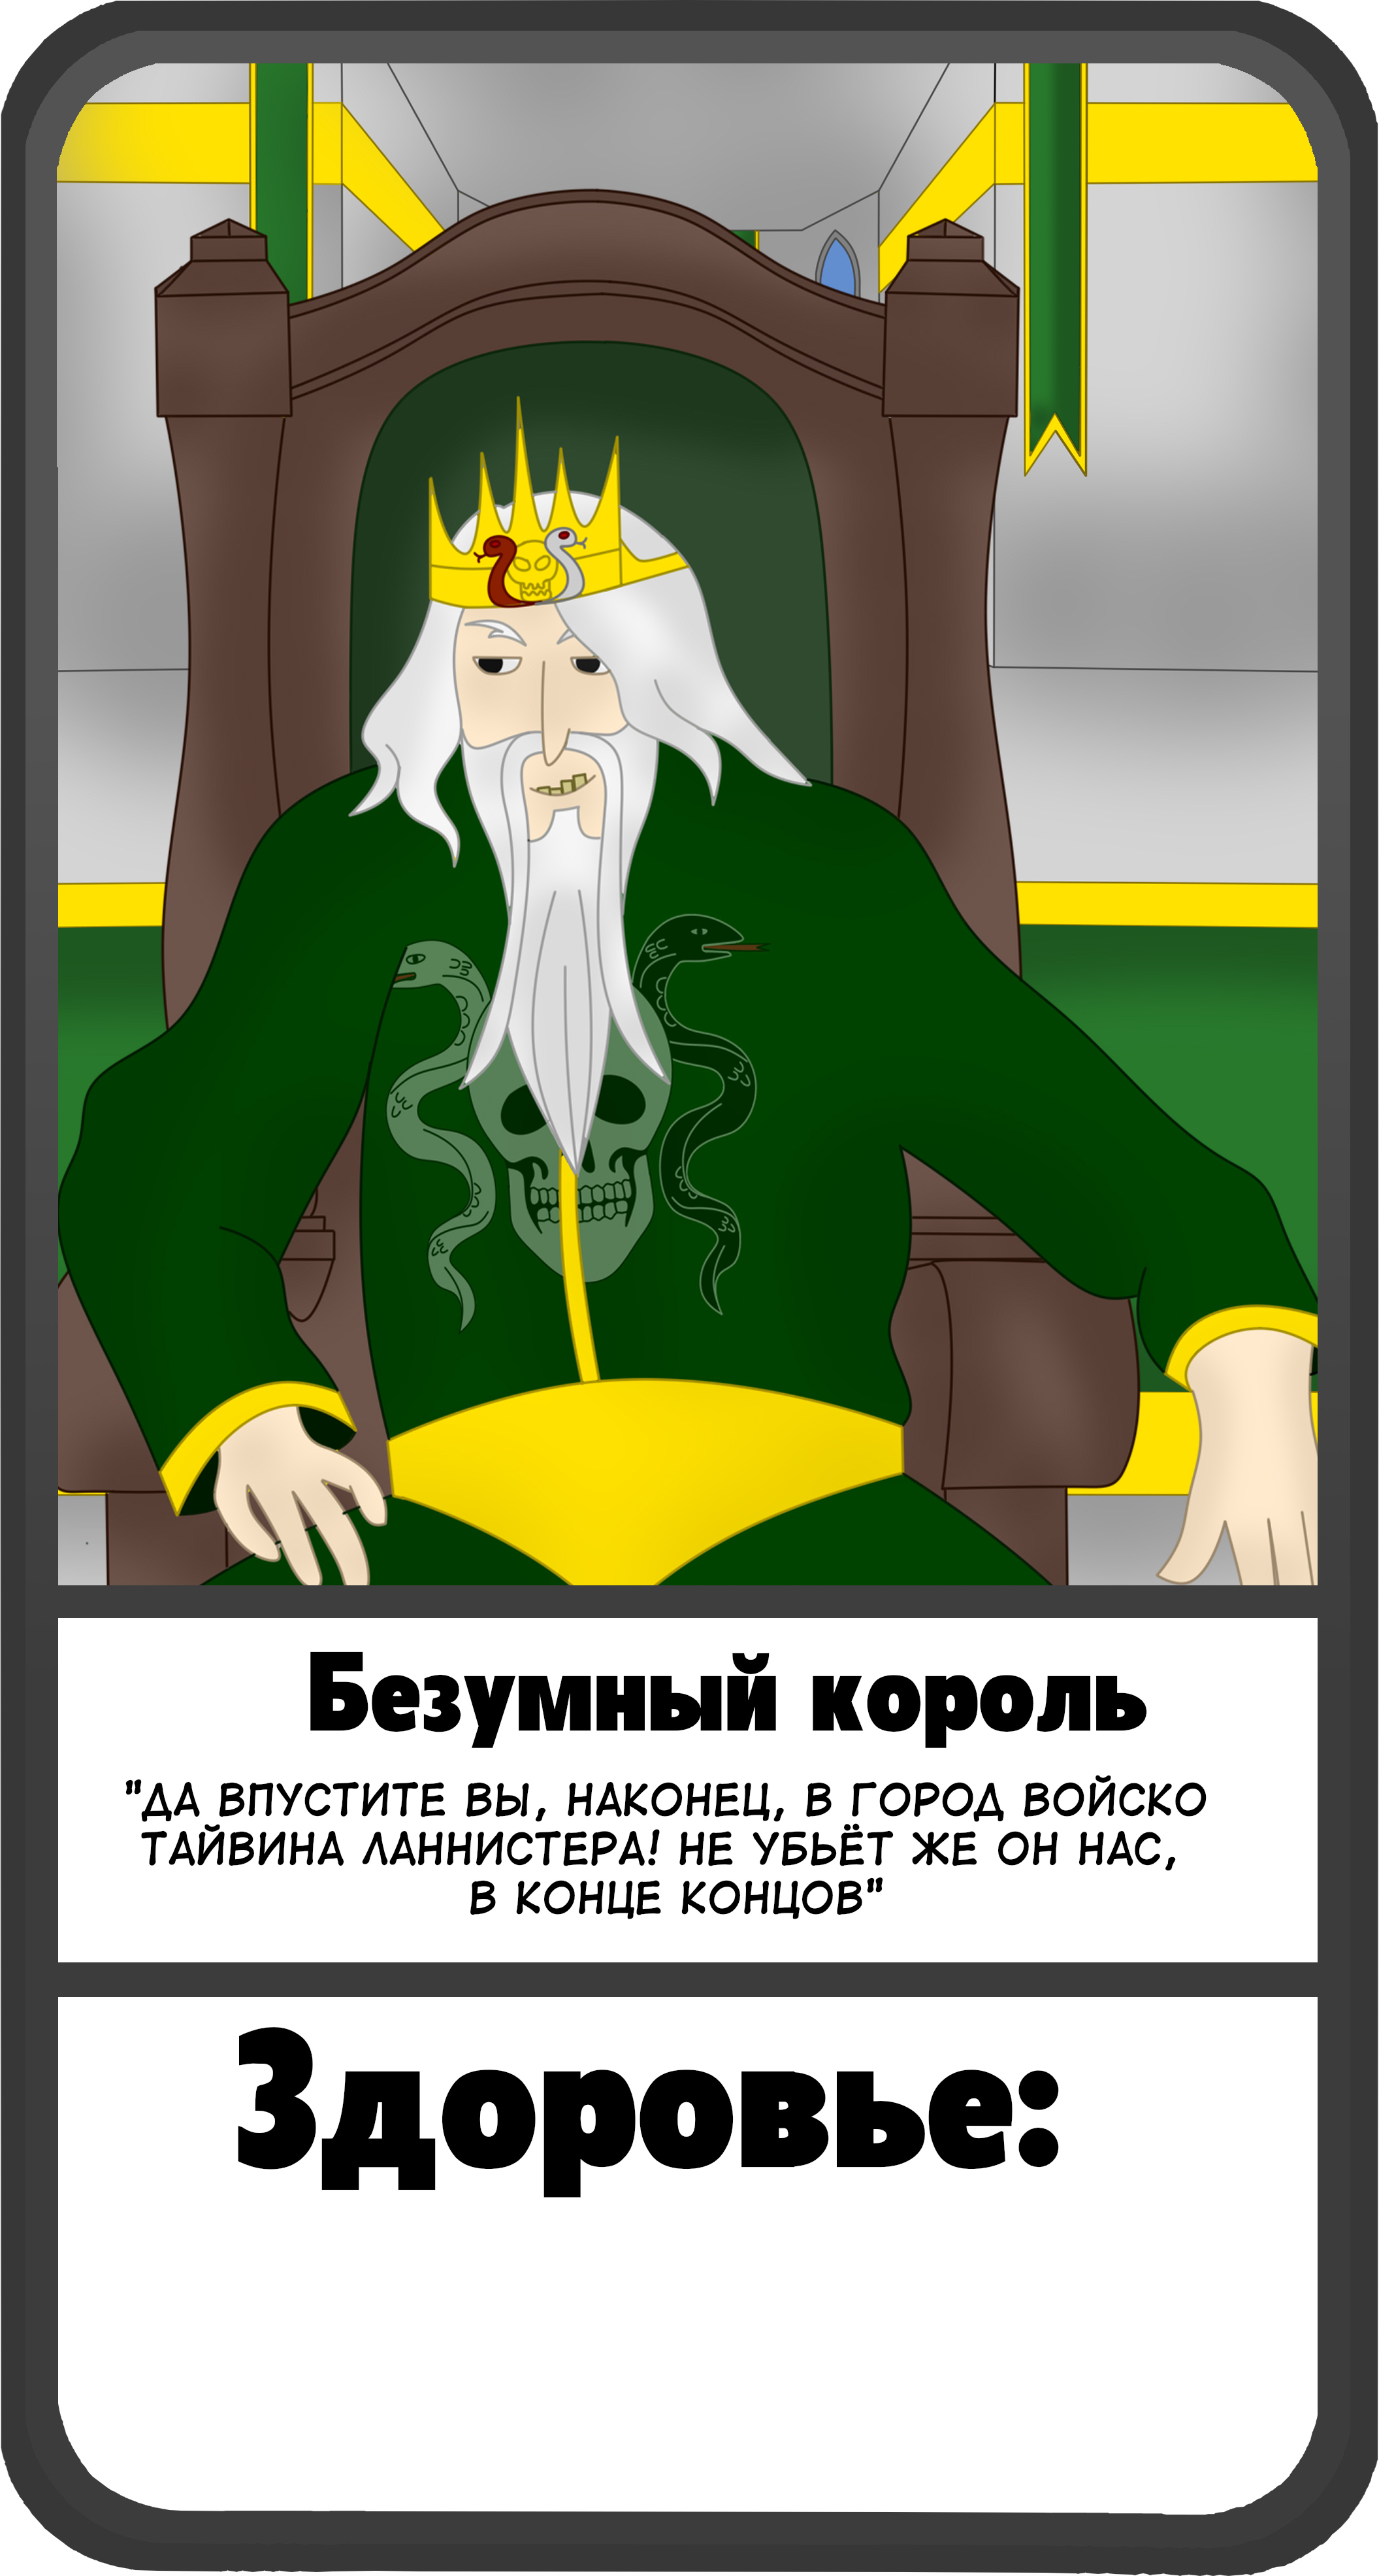 Безумный король
"ДА ВПУСТИТЕ ВЫ, НАКОНЕЦ, В ГОРОД ВОЙСКО
ТАЙВИНА ЛАННИСТЕРА! НЕ УБЬЁТ ЖЕ ОН НАС,
В КОНЦЕ КОНЦОВ"
Здоровье: